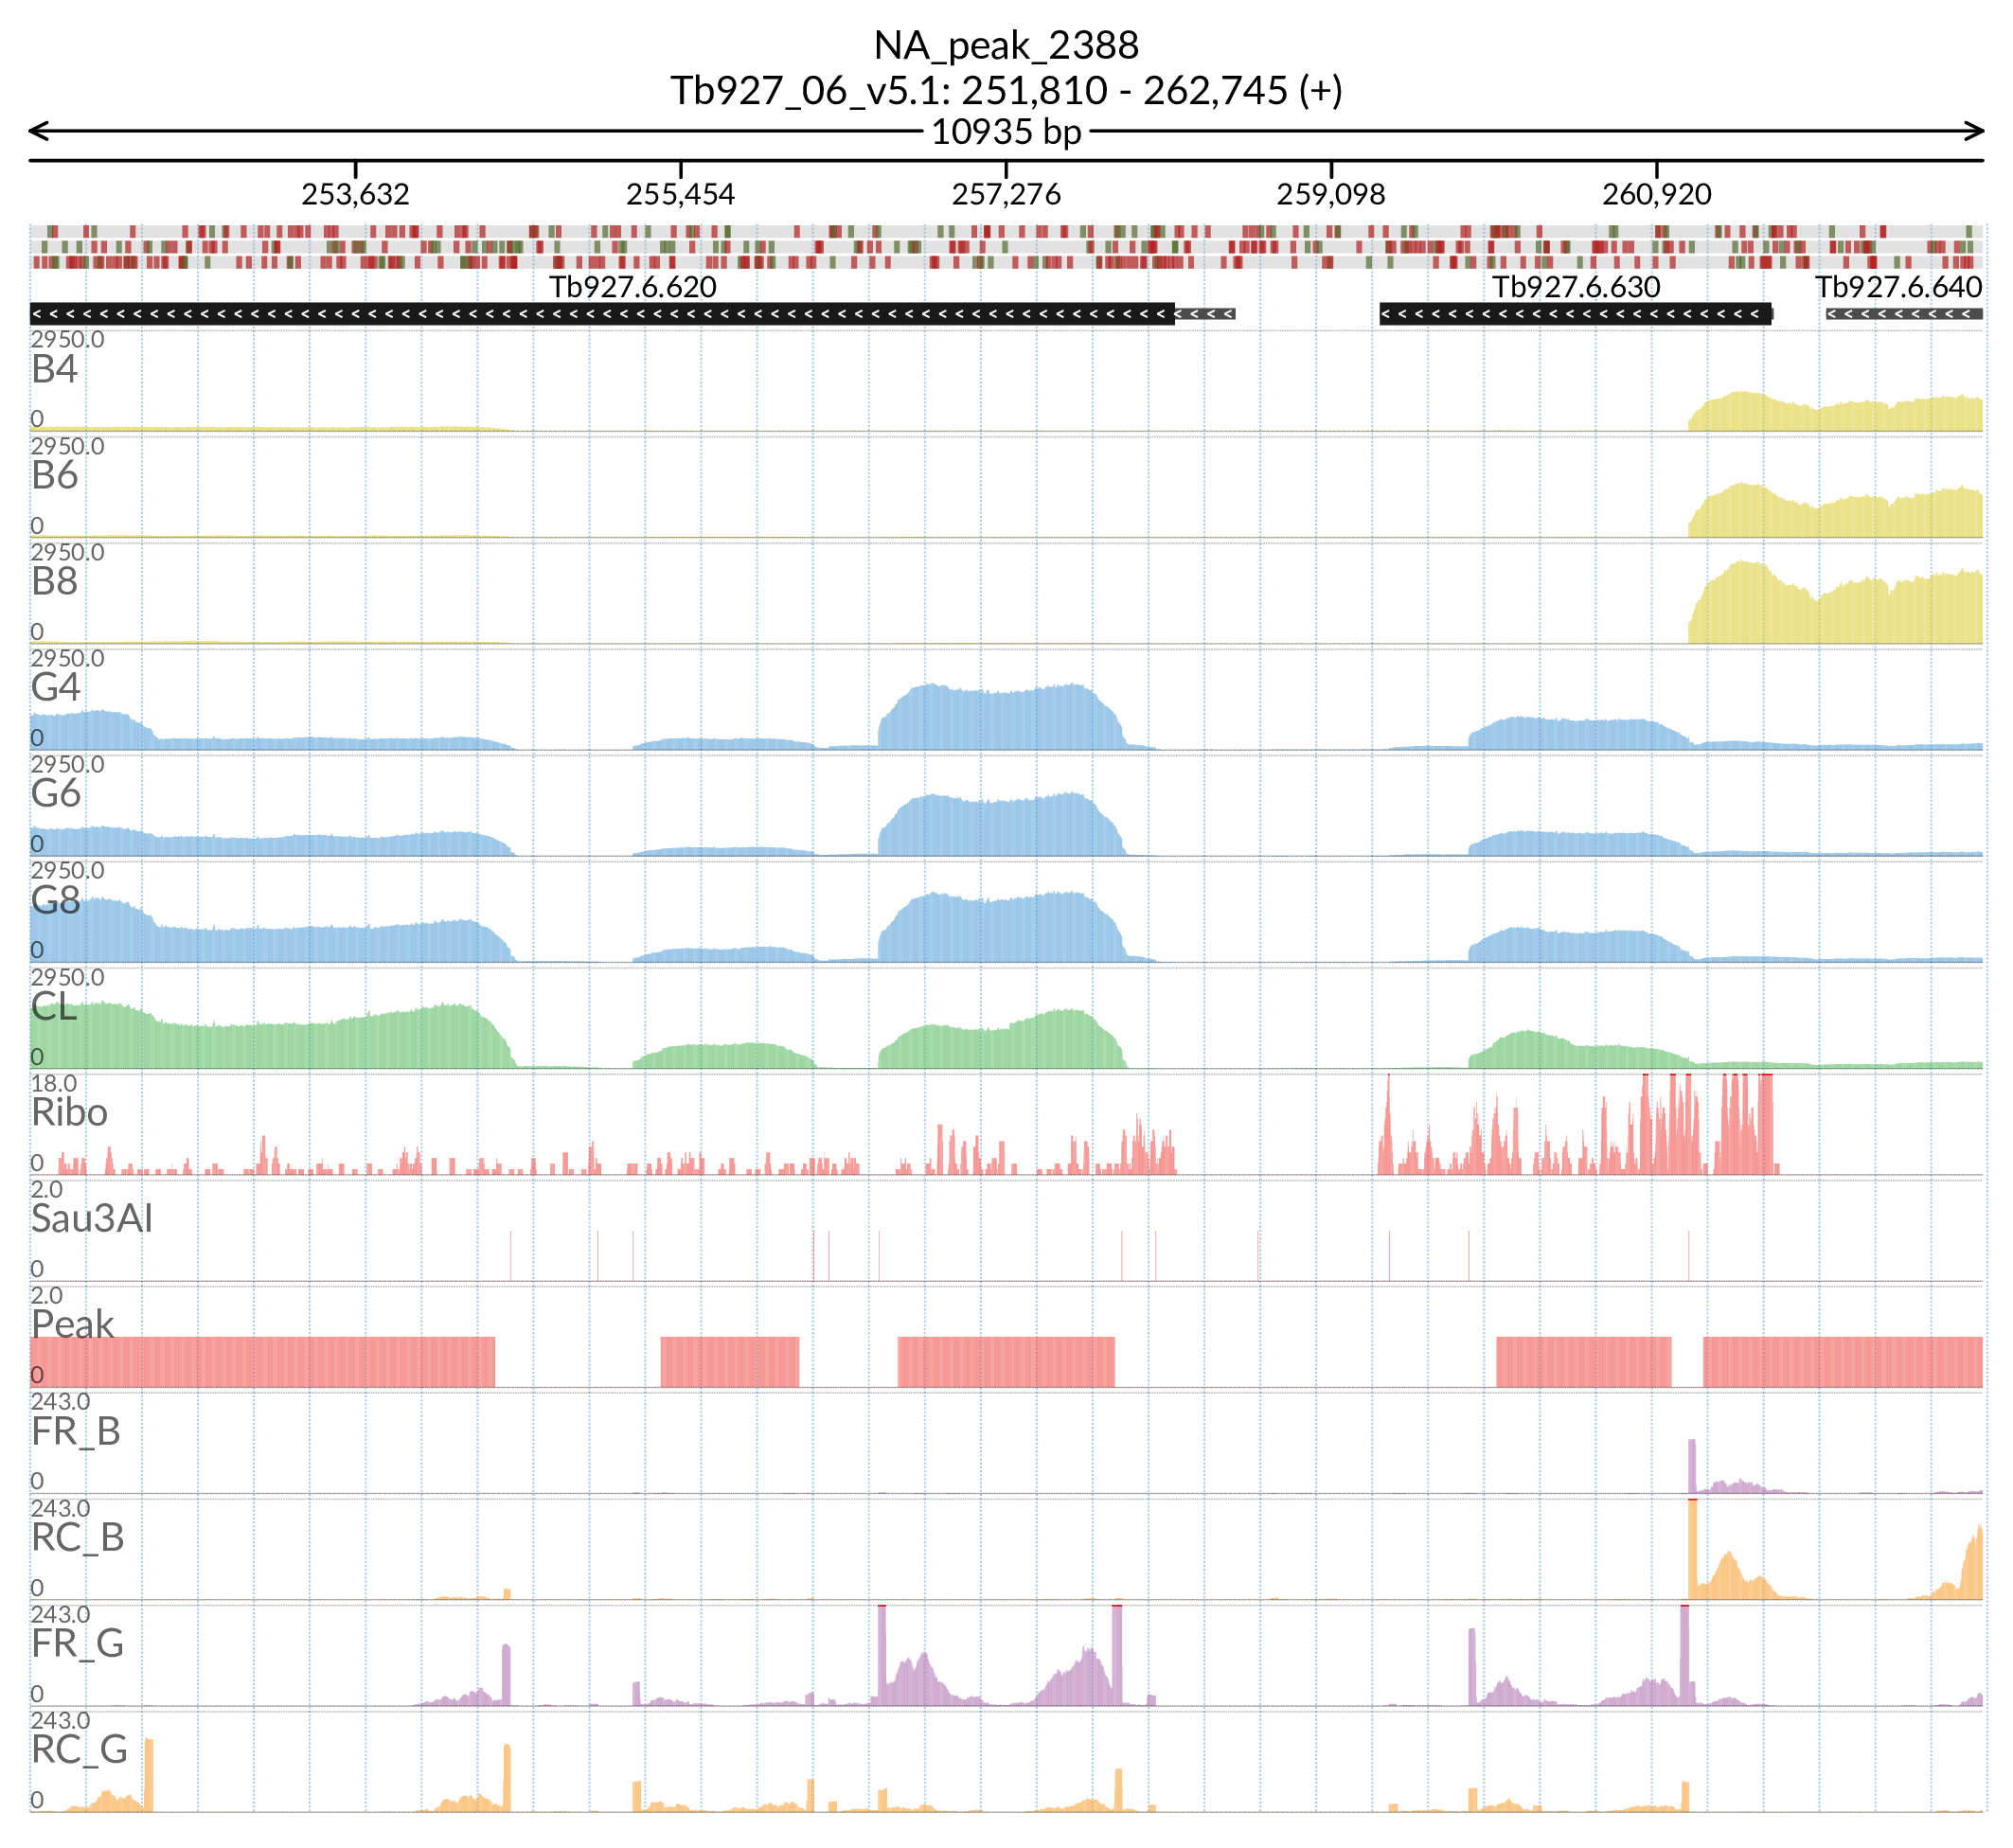 NA_peak_2388
Tb927_06_v5.1: 251,810 - 262,745 (+)
10935 bp
253,632 255,454 257,276 259,098 260,920
Tb927.6.620 Tb927.6.630 Tb927.6.640
2950.0
B4
0
2950.0
B6
0
2950.0
B8
0
2950.0
G4
0
2950.0
G6
0
2950.0
G8
0
2950.0
CL
0
18.0
Ribo
0
2.0
Sau3AI
0
2.0
Peak
0
243.0
FR_B
0
243.0
RC_B
0
243.0
FR_G
0
243.0
RC_G
0